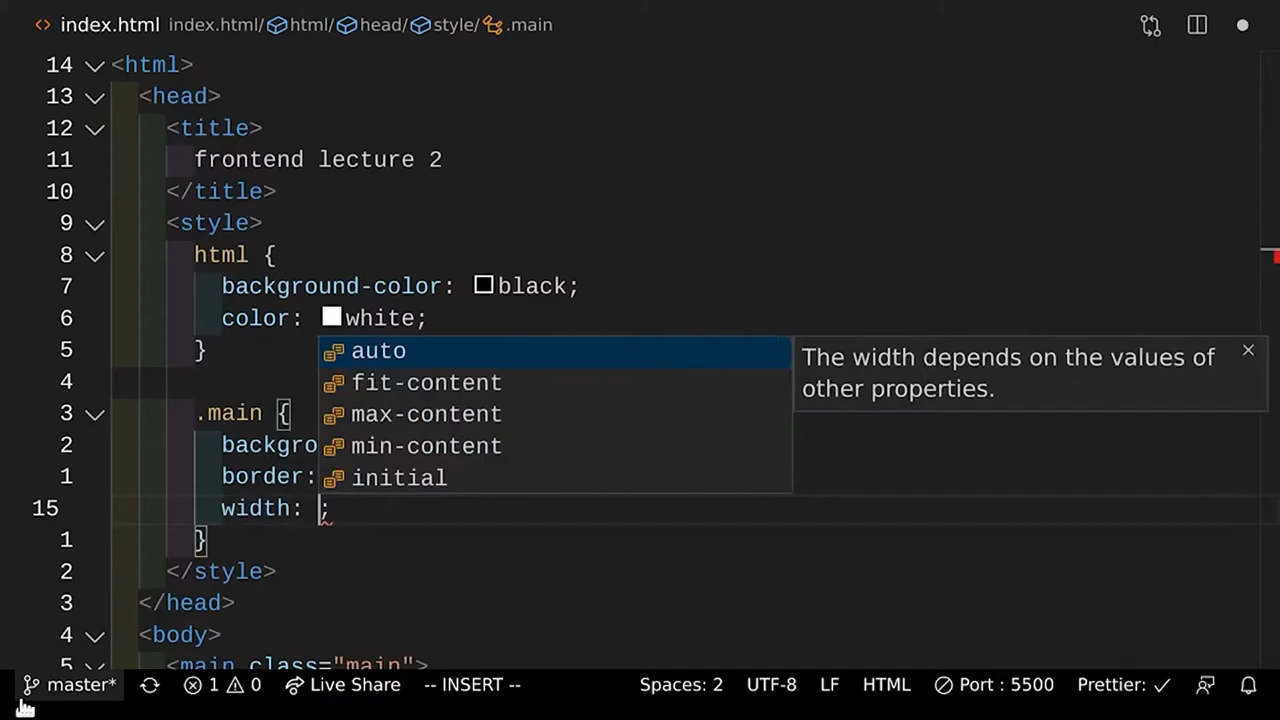 <> index.html index.html/html/head/style/.main
14 <html>
13 <head>
12 <title>
11 frontend lecture 2
10 </title>
9 <style>
8 html {
7 background-color: black;
6 color: white;
5 }
4
3 .main {
2 backgro
1 border:
15 width: ;
1 }
2 </style>
3 </head>
4 <body>
5 <main class="main">
auto
fit-content
max-content
min-content
initial
The width depends on the values of
other properties.
master* 1 0 Live Share -- INSERT -- Spaces: 2 UTF-8 LF HTML Port : 5500 Prettier: